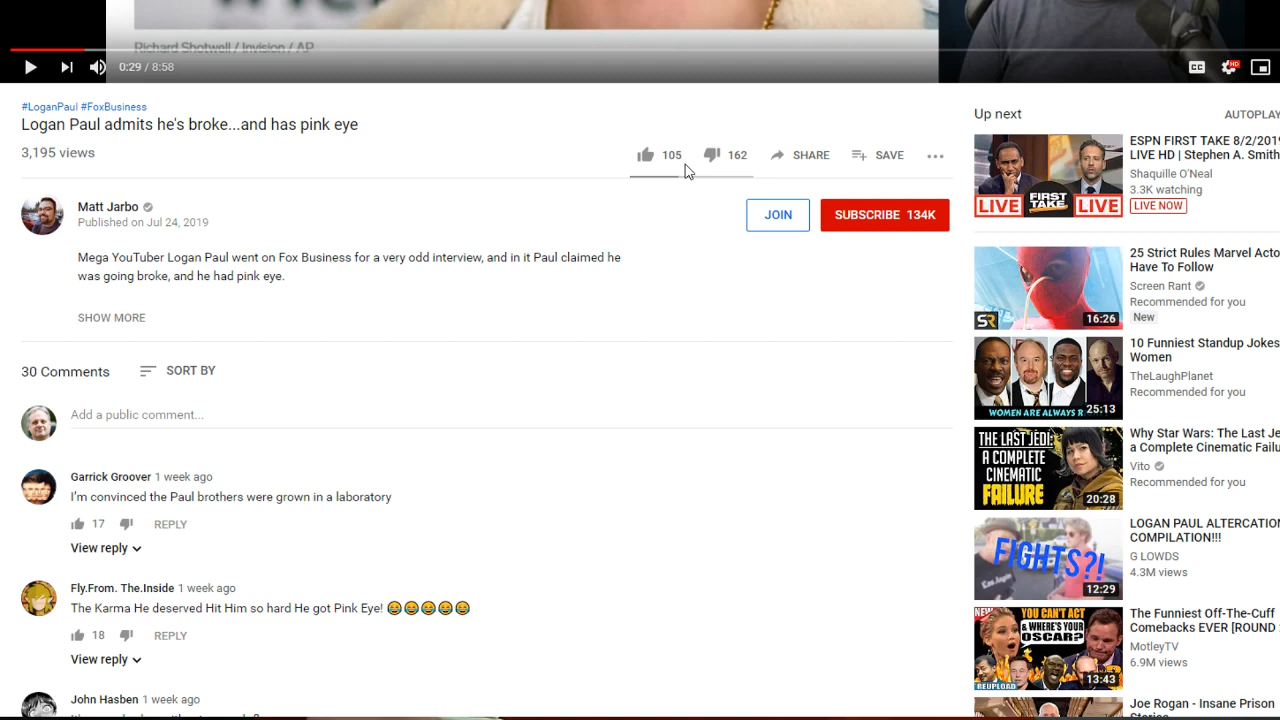 Richard Shotwell / Invision / AP
0:29 / 8:58
CC
HD
#LoganPaul #FoxBusiness
Logan Paul admits he's broke...and has pink eye
3,195 views
105
162
SHARE
SAVE
Matt Jarbo
Published on Jul 24, 2019
JOIN
SUBSCRIBE 134K
Mega YouTuber Logan Paul went on Fox Business for a very odd interview, and in it Paul claimed he
was going broke, and he had pink eye.
SHOW MORE
30 Comments
SORT BY
Add a public comment...
Garrick Groover 1 week ago
I'm convinced the Paul brothers were grown in a laboratory
17
REPLY
View reply
Fly.From. The.Inside 1 week ago
The Karma He deserved Hit Him so hard He got Pink Eye! 😂😂😂😂😂
18
REPLY
View reply
John Hasben 1 week ago
Up next
AUTOPLAY
LIVE
FIRST
TAKE
LIVE
ESPN FIRST TAKE 8/2/201
LIVE HD | Stephen A. Smith
Shaquille O'Neal
3.3K watching
LIVE NOW
SR
16:26
25 Strict Rules Marvel Acto
Have To Follow
Screen Rant
Recommended for you
New
WOMEN ARE ALWAYS R
25:13
10 Funniest Standup Jokes
Women
TheLaughPlanet
Recommended for you
THE LAST JEDI:
A COMPLETE
CINEMATIC
FAILURE
20:28
Why Star Wars: The Last Je
a Complete Cinematic Failu
Vito
Recommended for you
FIGHTS?!
12:29
LOGAN PAUL ALTERCATION
COMPILATION!!!
G LOWDS
4.3M views
NEW
YOU CAN'T ACT
& WHERE'S YOUR
OSCAR?
REUPLOAD
13:43
The Funniest Off-The-Cuff
Comebacks EVER [ROUND
MotleyTV
6.9M views
Joe Rogan - Insane Prison